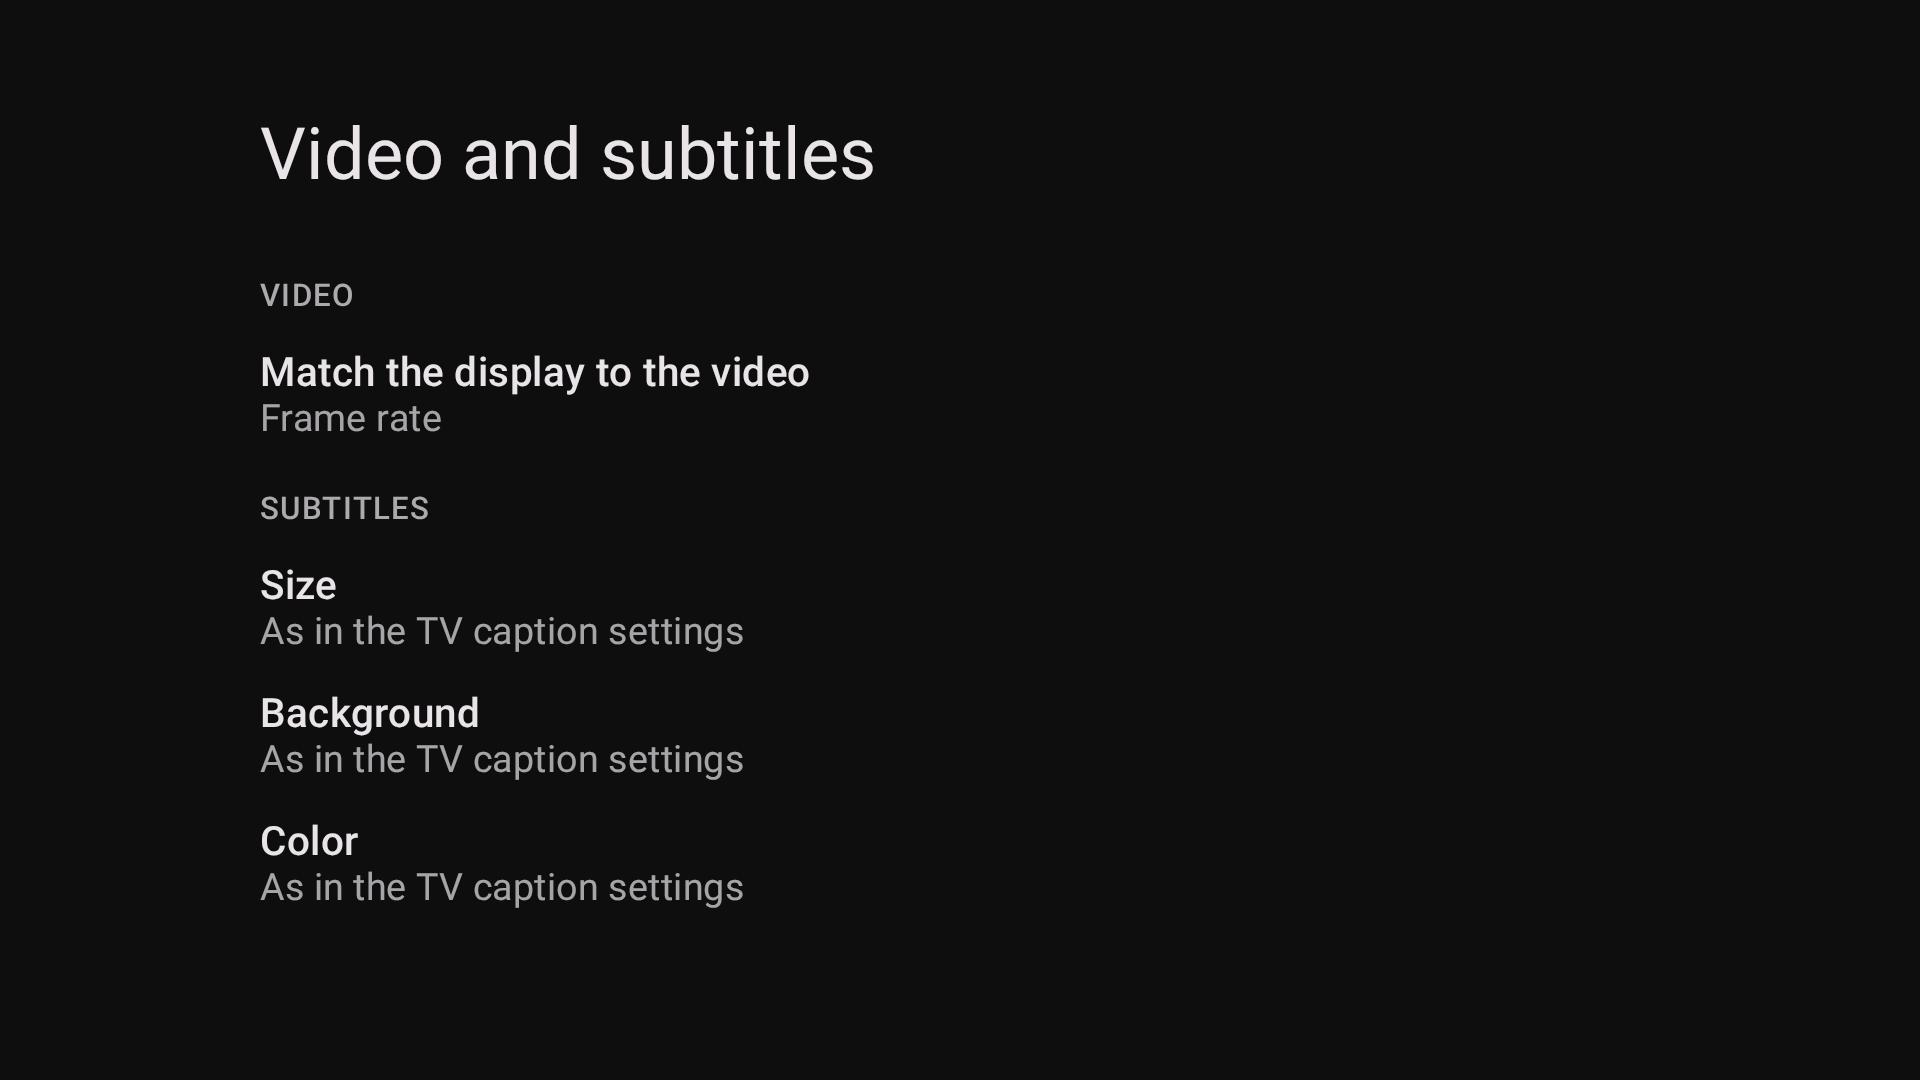 Video and subtitles
VIDEO
Match the display to the video
Frame rate
SUBTITLES
Size
As in the TV caption settings
Background
As in the TV caption settings
Color
As in the TV caption settings